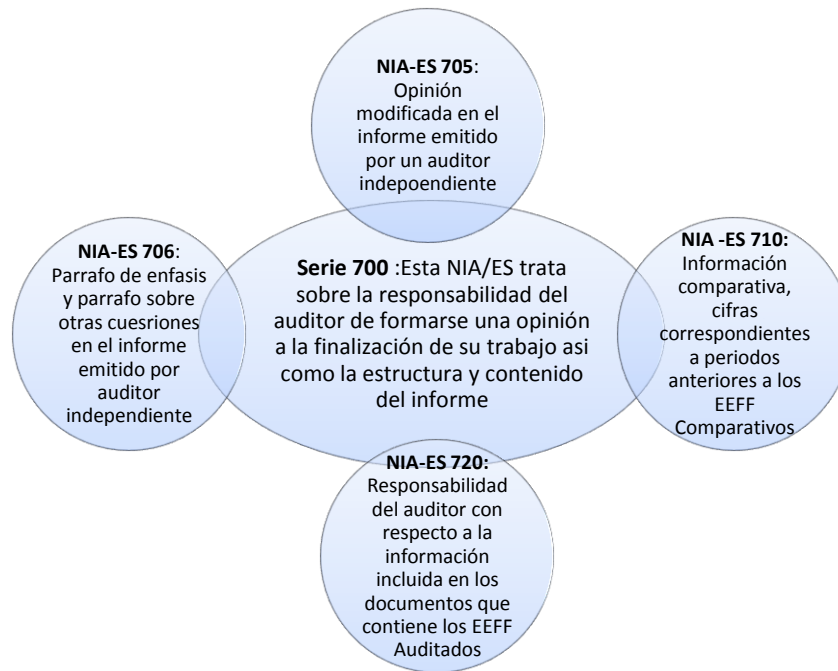 NIA-ES 705:
Opinión
modificada en el
informe emitido
por un auditor
indepoendiente
NIA-ES 706:
Parrafo de enfasis
y parrafo sobre
otras cuesriones
en el informe
emitido por
auditor
independiente
Serie 700 :Esta NIA/ES trata
sobre la responsabilidad del
auditor de formarse una opinión
a la finalización de su trabajo asi
como la estructura y contenido
del informe
NIA -ES 710:
Información
comparativa,
cifras
correspondientes
a periodos
anteriores a los
EEFF
Comparativos
NIA-ES 720:
Responsabilidad
del auditor con
respecto a la
información
incluida en los
documentos que
contiene los EEFF
Auditados